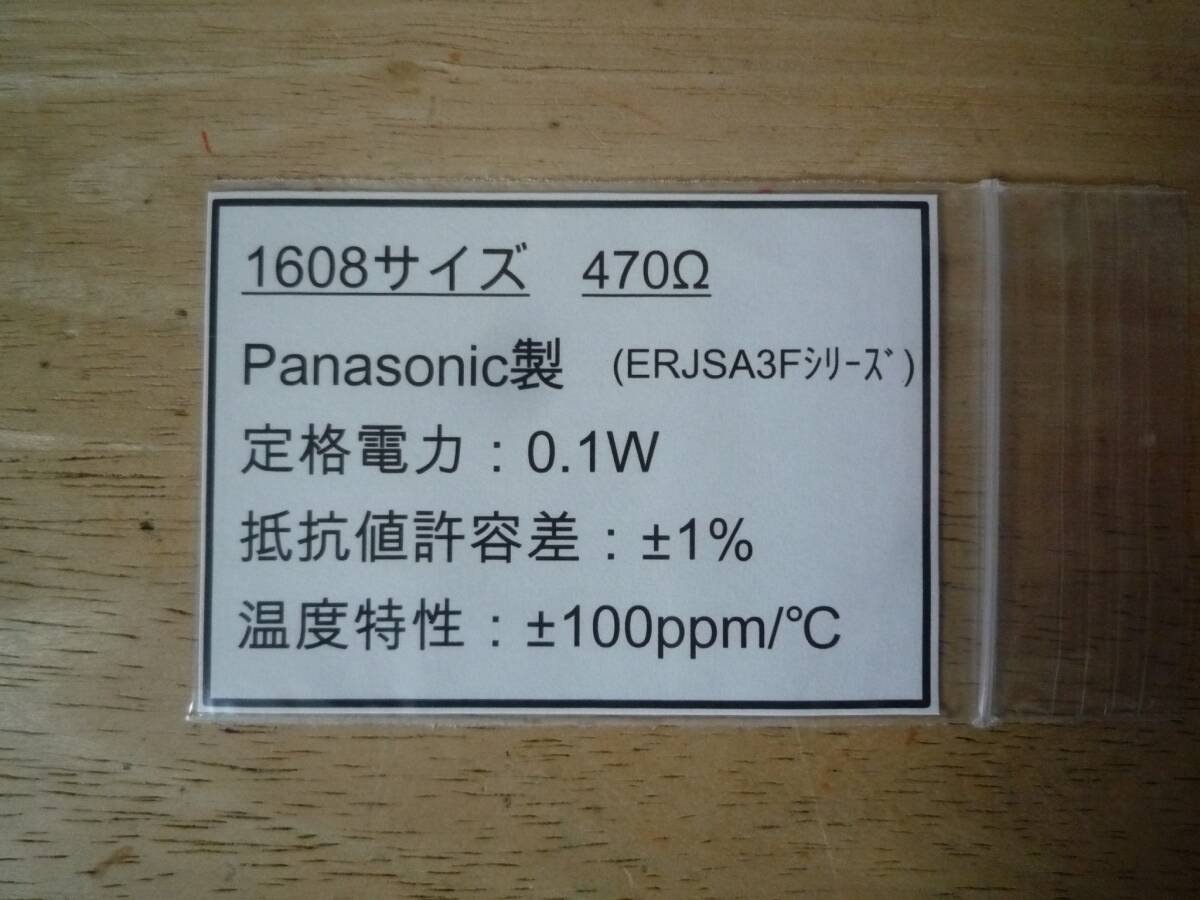 1608サイズ　470Ω
Panasonic製　(ERJSA3Fｼﾘｰｽﾞ)
定格電力：0.1W
抵抗値許容差：±1%
温度特性：±100ppm/℃